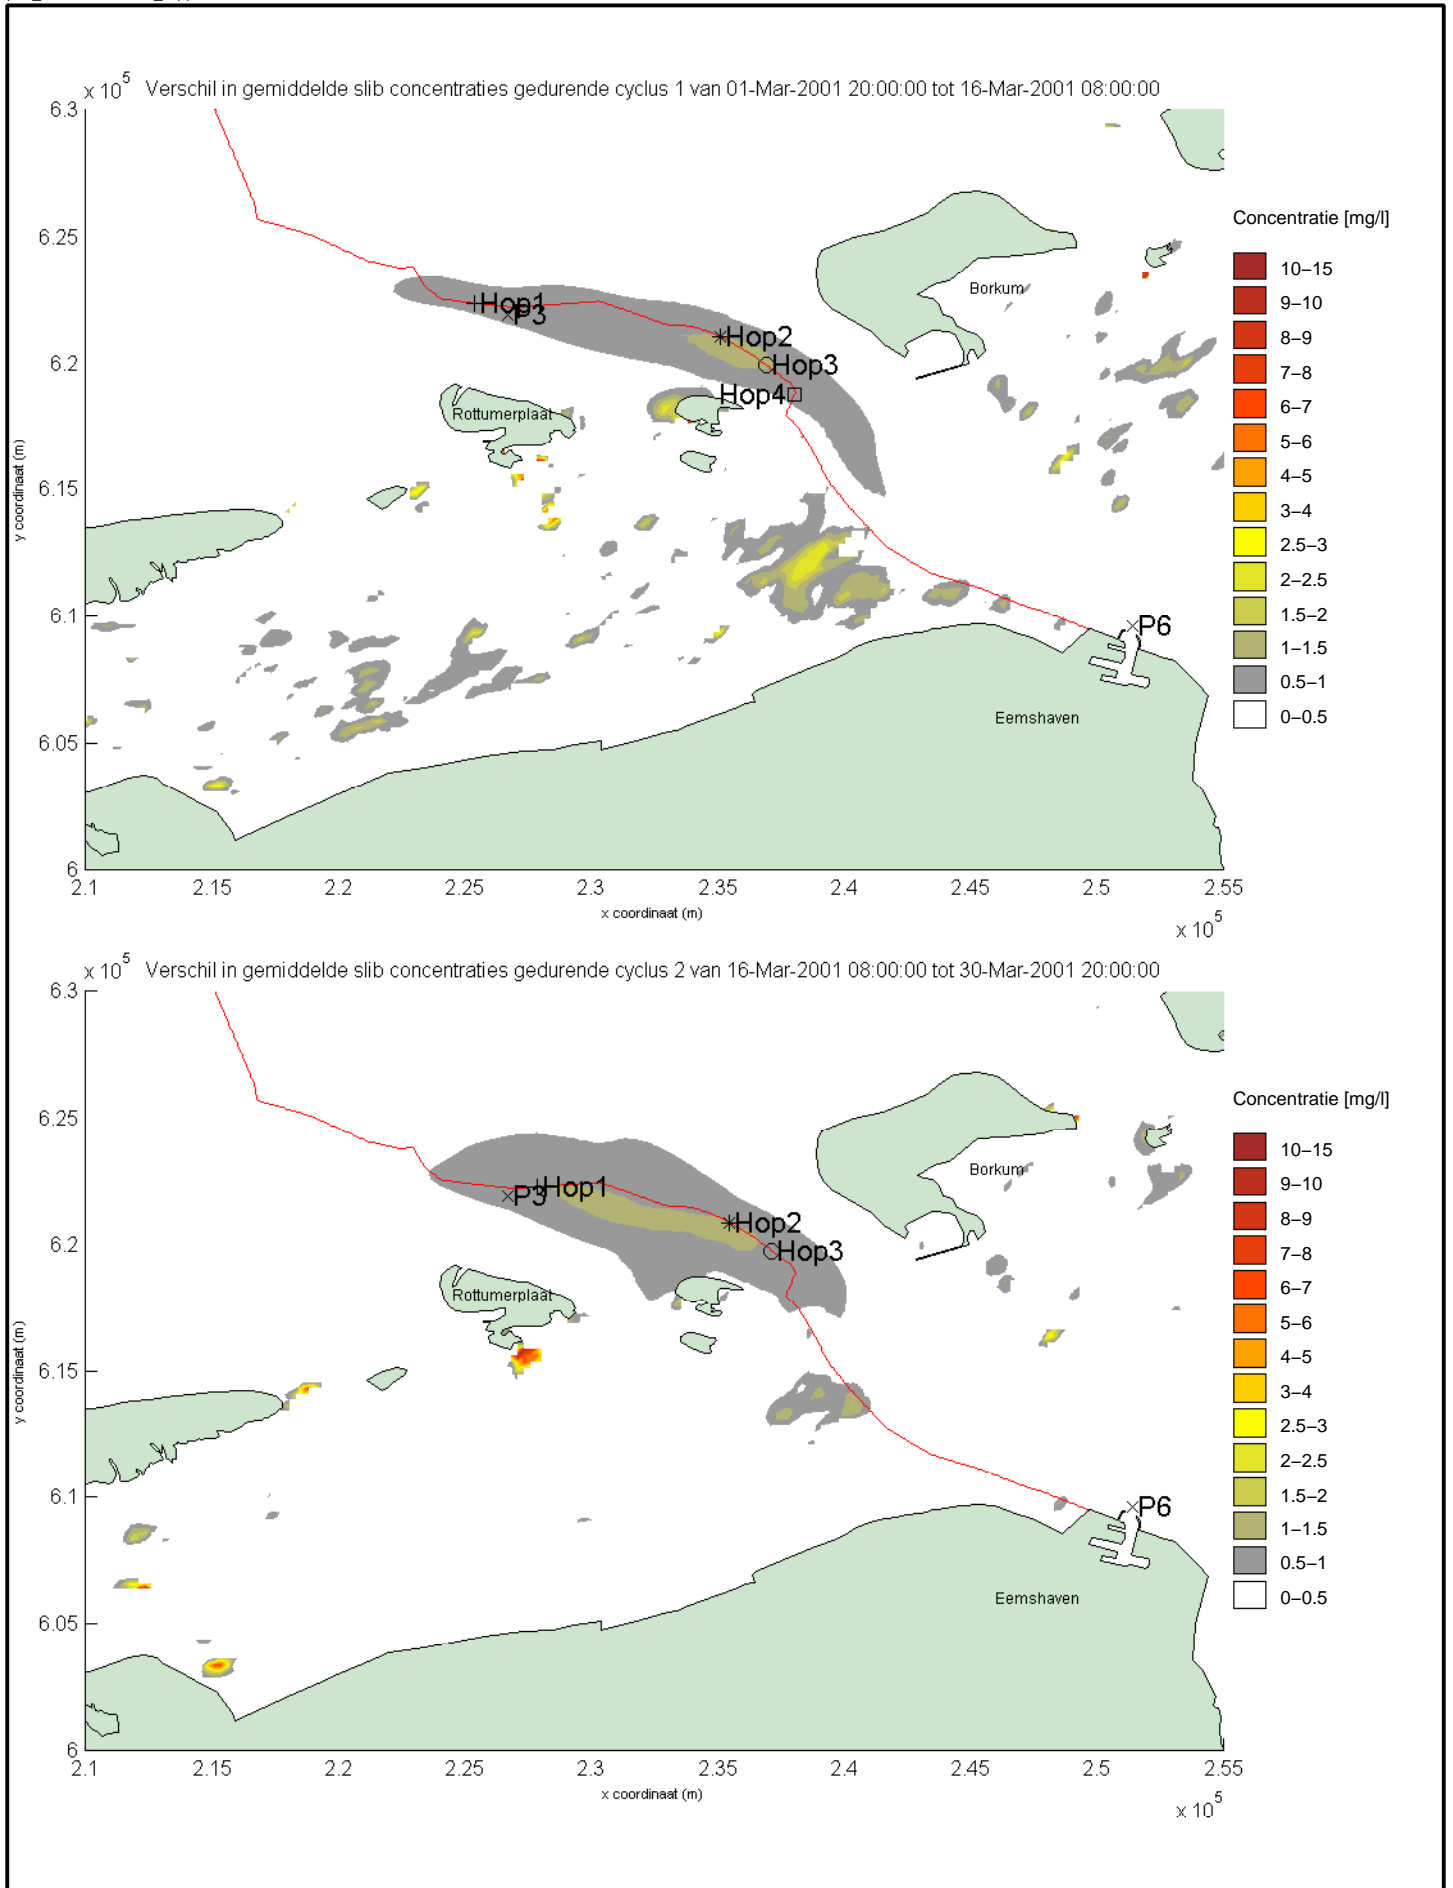 x 10^5 Verschil in gemiddelde slib concentraties gedurende cyclus 1 van 01-Mar-2001 20:00:00 tot 16-Mar-2001 08:00:00
6.3
6.25
6.2
6.15
6.1
6.05
6
y coordinaat (m)
Hop1
P3
Hop2
Hop3
Hop4
Borkum
Rottumerplaat
P6
Eemshaven
2.1 2.15 2.2 2.25 2.3 2.35 2.4 2.45 2.5 2.55
x coordinaat (m)
x 10^5
Concentratie [mg/l]
10–15
9–10
8–9
7–8
6–7
5–6
4–5
3–4
2.5–3
2–2.5
1.5–2
1–1.5
0.5–1
0–0.5
x 10^5 Verschil in gemiddelde slib concentraties gedurende cyclus 2 van 16-Mar-2001 08:00:00 tot 30-Mar-2001 20:00:00
6.3
6.25
6.2
6.15
6.1
6.05
6
y coordinaat (m)
Hop1
P3
Hop2
Hop3
Borkum
Rottumerplaat
P6
Eemshaven
2.1 2.15 2.2 2.25 2.3 2.35 2.4 2.45 2.5 2.55
x coordinaat (m)
x 10^5
Concentratie [mg/l]
10–15
9–10
8–9
7–8
6–7
5–6
4–5
3–4
2.5–3
2–2.5
1.5–2
1–1.5
0.5–1
0–0.5